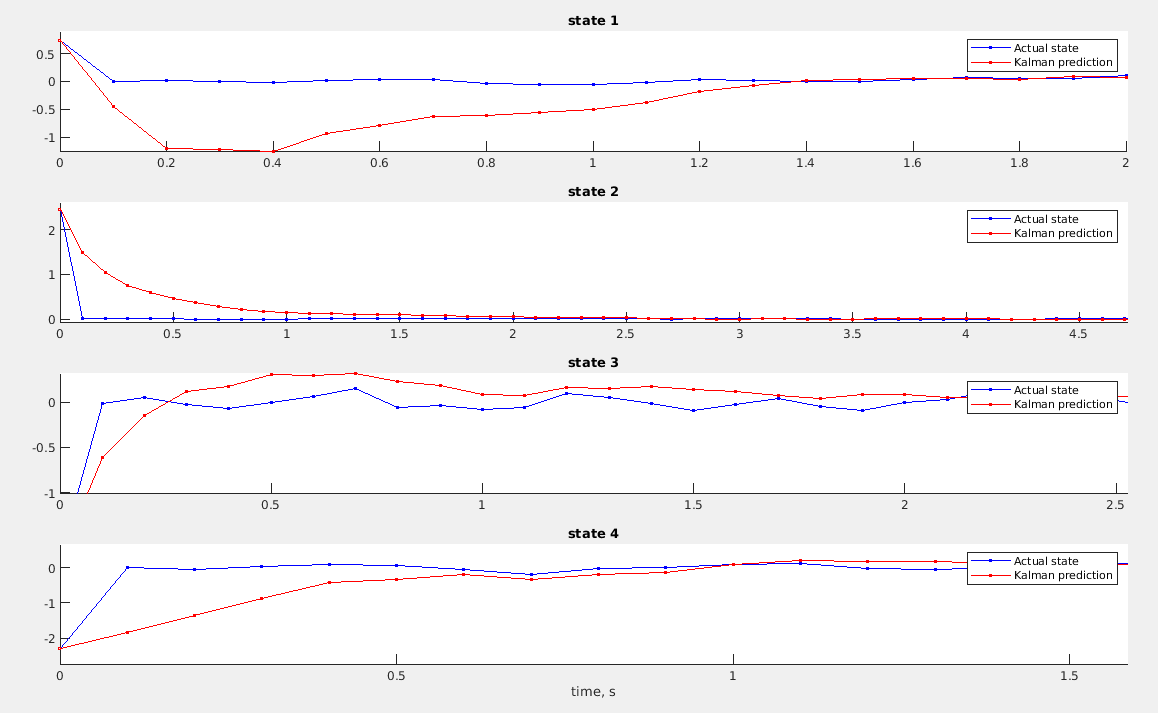 state 1
Actual state
Kalman prediction
0.5
0
-0.5
-1
0 0.2 0.4 0.6 0.8 1 1.2 1.4 1.6 1.8 2
state 2
Actual state
Kalman prediction
2
1
0
0 0.5 1 1.5 2 2.5 3 3.5 4 4.5
state 3
Actual state
Kalman prediction
0
-0.5
-1
0 0.5 1 1.5 2 2.5
state 4
Actual state
Kalman prediction
0
-1
-2
0 0.5 1 1.5
time, s